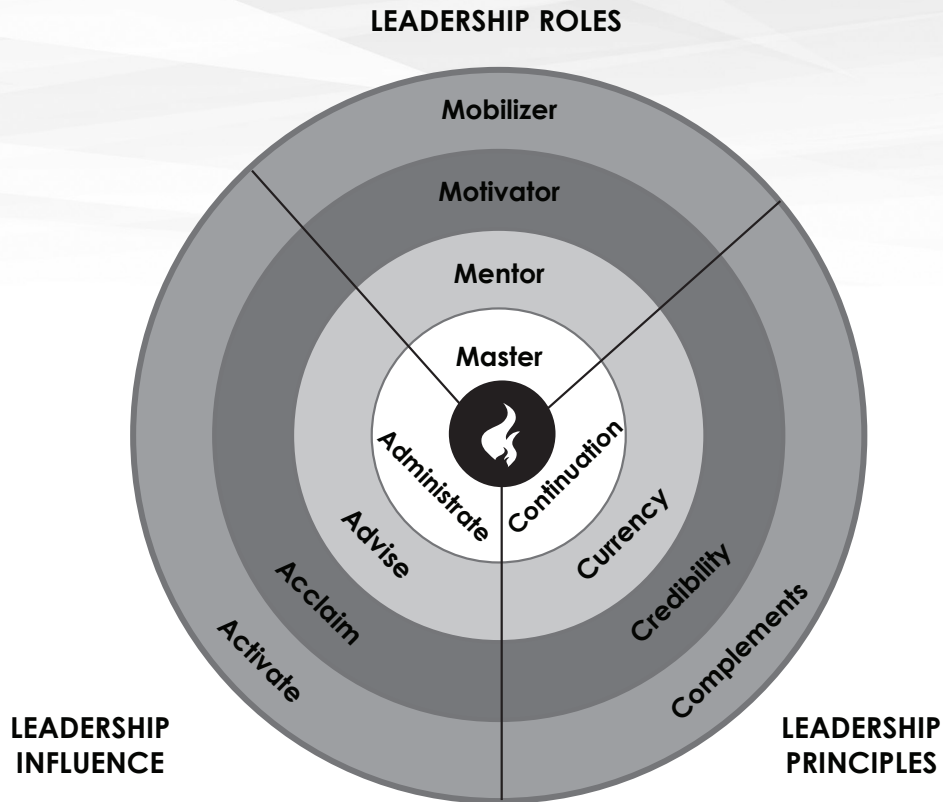 LEADERSHIP ROLES
Mobilizer
Motivator
Mentor
Master
Administrate
Advise
Acclaim
Activate
Continuation
Currency
Credibility
Complements
LEADERSHIP
INFLUENCE
LEADERSHIP
PRINCIPLES